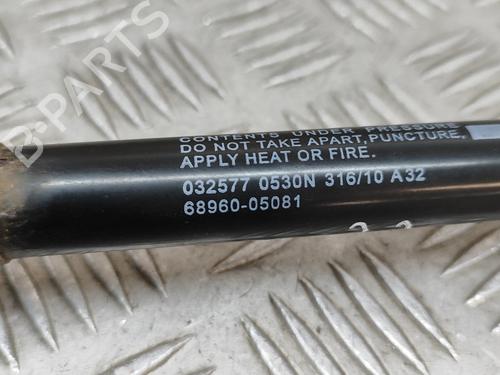 CONTENTS UNDER PRESSURE
DO NOT TAKE APART,PUNCTURE,
APPLY HEAT OR FIRE.
032577 0530N 316/10 A32
68960-05081